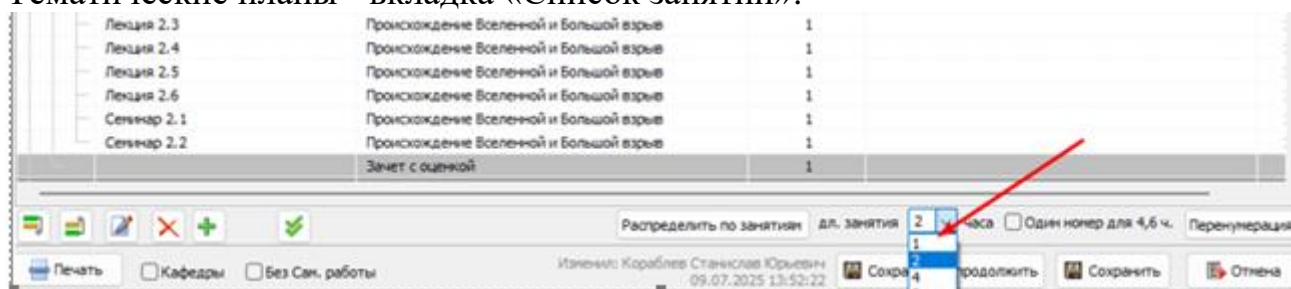 Тематические планы - вкладка «Список занятий».
Лекция 2.3 Происхождение Вселенной и Большой взрыв 1
Лекция 2.4 Происхождение Вселенной и Большой взрыв 1
Лекция 2.5 Происхождение Вселенной и Большой взрыв 1
Лекция 2.6 Происхождение Вселенной и Большой взрыв 1
Семинар 2.1 Происхождение Вселенной и Большой взрыв 1
Семинар 2.2 Происхождение Вселенной и Большой взрыв 1
Зачет с оценкой 1
Распределить по занятиям дл. занятия 2 часа Один номер для 4,6 ч. Перенумерация
1
2
4
Печать Кафедры Без Сам. работы Изменил: Кораблев Станислав Юрьевич Сохра продолжить Сохранить Отмена
09.07.2025 13:52:22